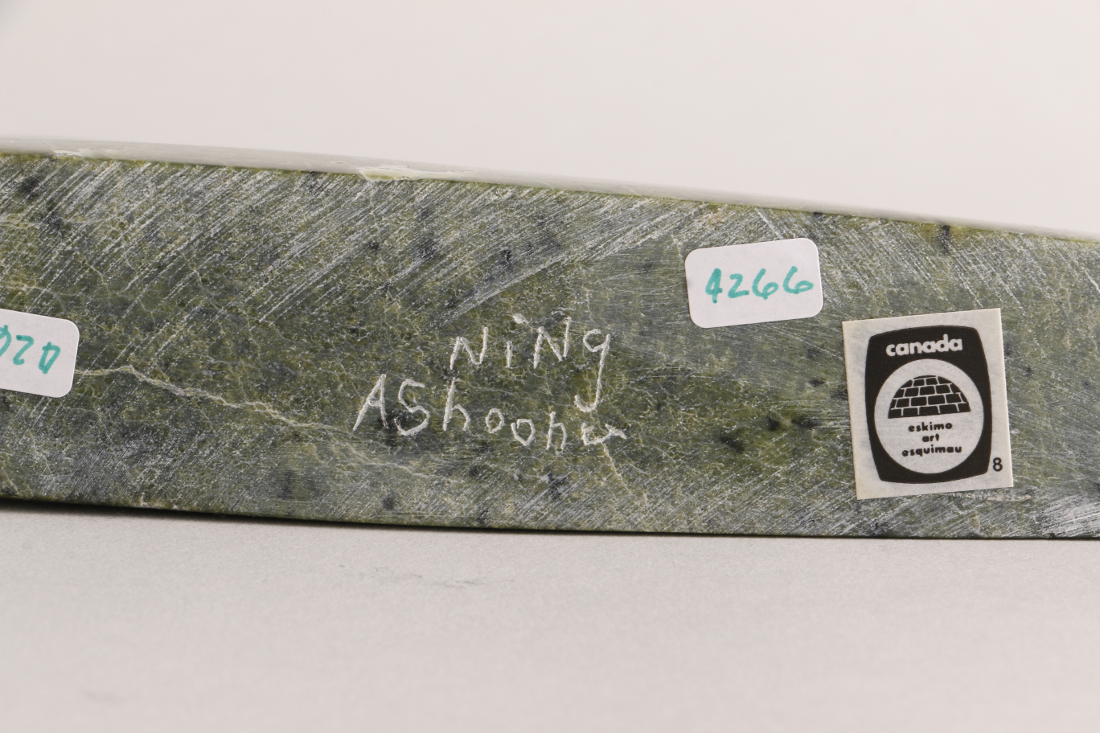 NiNg
AShoona
4266
canada
eskimo
art
esquimau
8